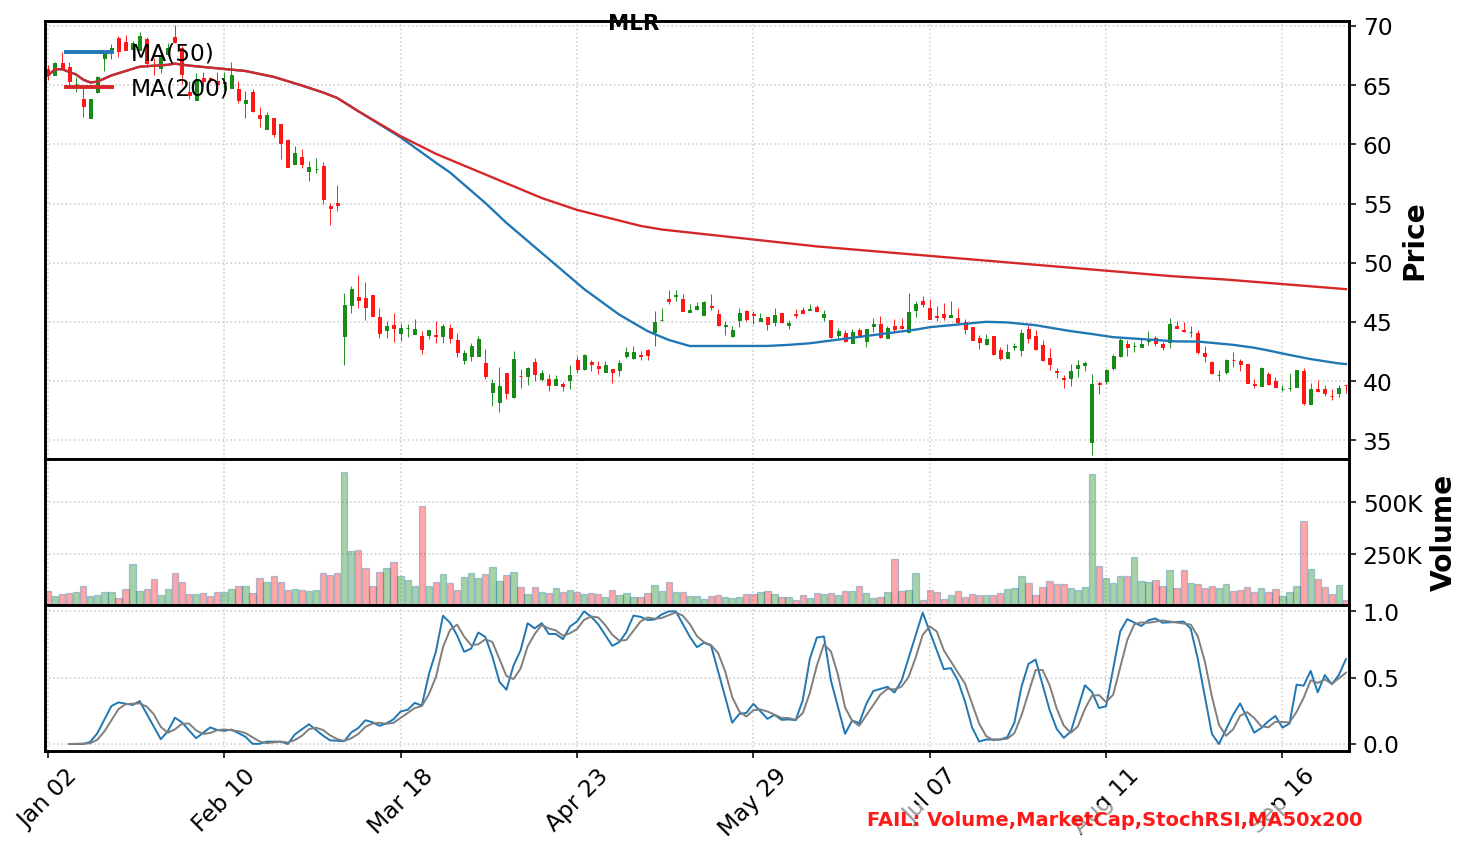 MLR
MA(50)
MA(200)
70
65
60
55
50
45
40
35
Price
500K
250K
Volume
1.0
0.5
0.0
Jan 02
Feb 10
Mar 18
Apr 23
May 29
Jul 07
Aug 11
Sep 16
FAIL: Volume,MarketCap,StochRSI,MA50x200